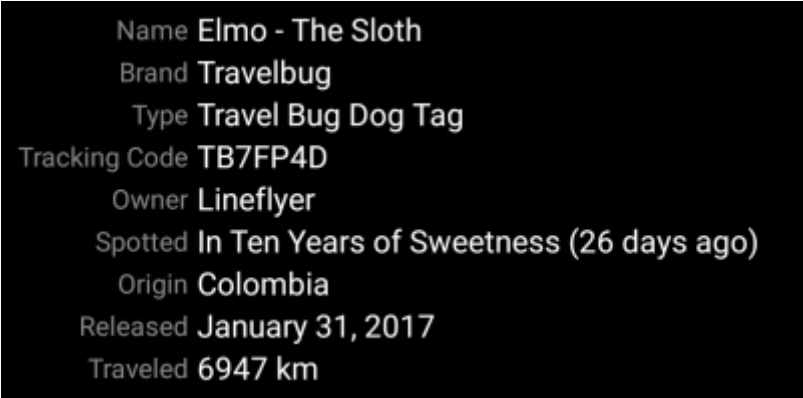 Name Elmo - The Sloth
Brand Travelbug
Type Travel Bug Dog Tag
Tracking Code TB7FP4D
Owner Lineflyer
Spotted In Ten Years of Sweetness (26 days ago)
Origin Colombia
Released January 31, 2017
Traveled 6947 km